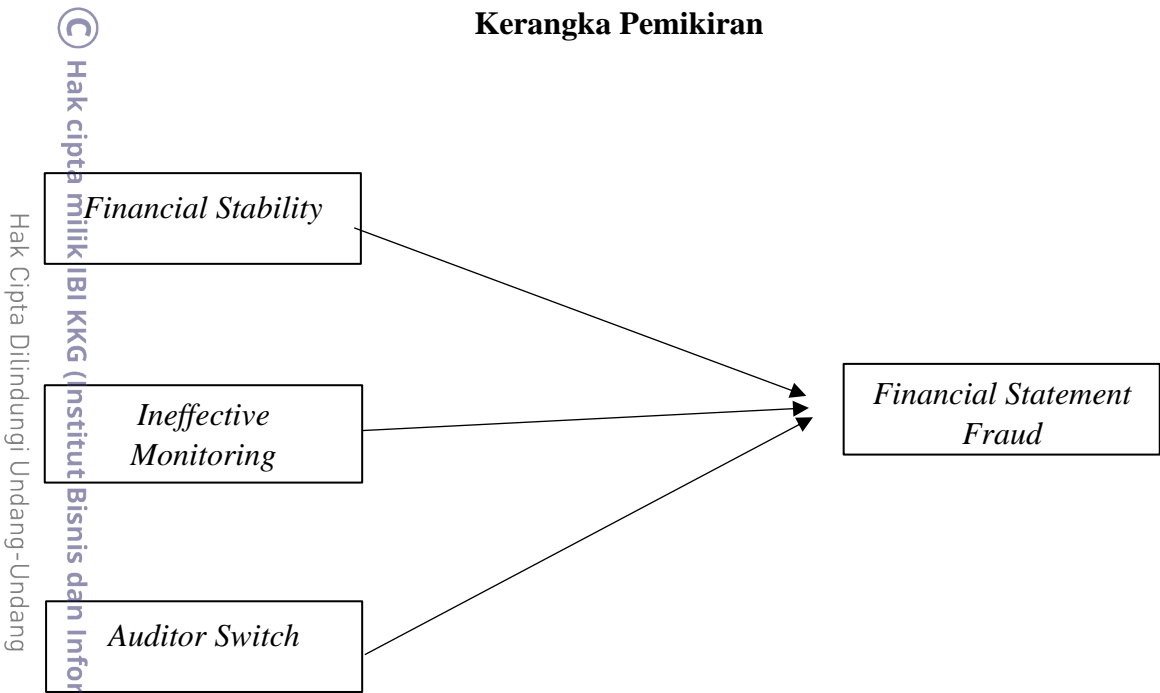 Kerangka Pemikiran
© Hak cipta milik IBI KKG (Institut Bisnis dan Infor
Hak Cipta Dilindungi Undang-Undang
Financial Stability
Ineffective
Monitoring
Auditor Switch
Financial Statement
Fraud